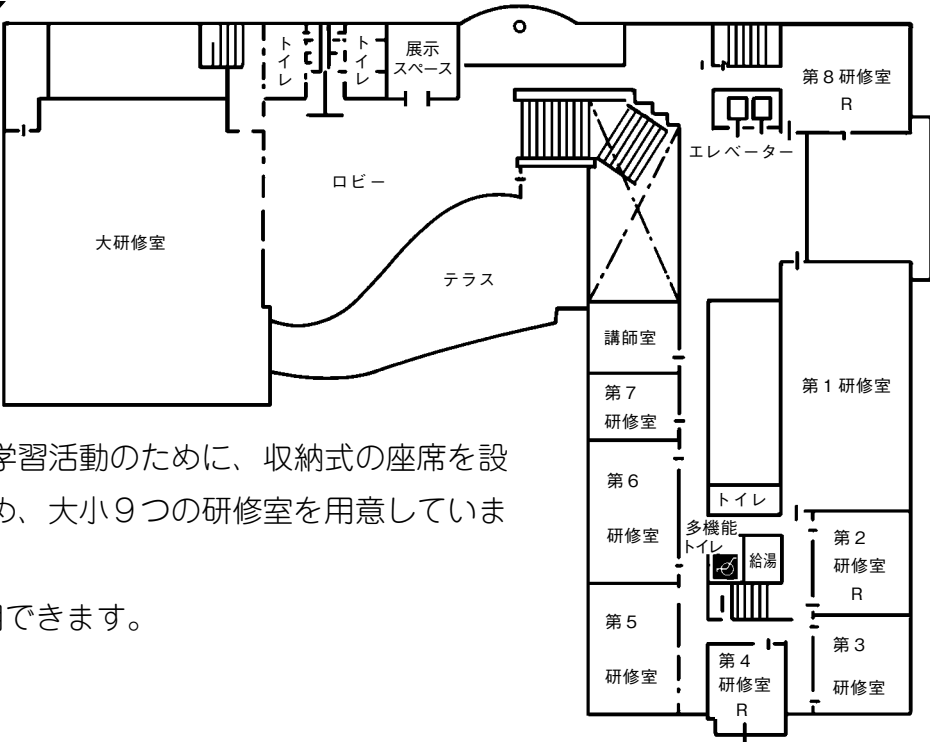 トイレ
トイレ
展示
スペース
第8研修室
R
エレベーター
ロビー
大研修室
テラス
講師室
第7
研修室
第1研修室
学習活動のために、収納式の座席を設
第6
研修室
トイレ
め、大小9つの研修室を用意していま
多機能
トイレ
給湯
第2
研修室
R
用できます。
第5
研修室
第4
研修室
R
第3
研修室